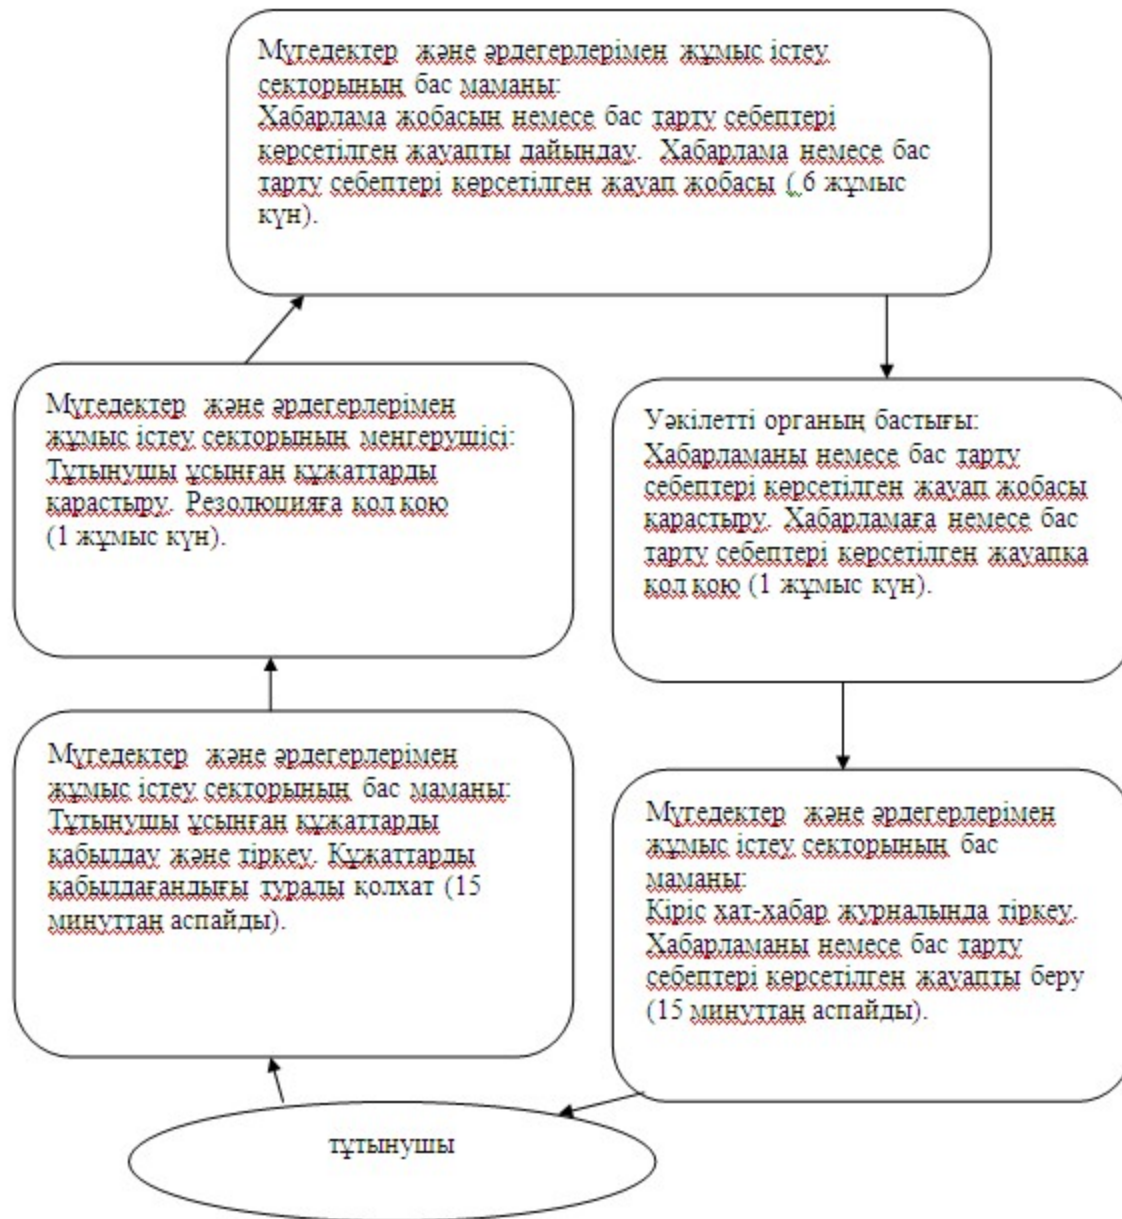 Мүгедектер және әрдегерлерімен жұмыс істеу
секторының бас маманы:
Хабарлама жобасын немесе бас тарту себептері
көрсетілген жауапты дайындау. Хабарлама немесе бас
тарту себептері көрсетілген жауап жобасы ( 6 жұмыс
күн).
Мүгедектер және әрдегерлерімен
жұмыс істеу секторының меңгерушісі:
Тұтынушы ұсынған құжаттарды
қарастыру. Резолюцияға қол қою
(1 жұмыс күн).
Уәкілетті органың бастығы:
Хабарламаны немесе бас тарту
себептері көрсетілген жауап жобасы
қарастыру. Хабарламаға немесе бас
тарту себептері көрсетілген жауапқа
қол қою (1 жұмыс күн).
Мүгедектер және әрдегерлерімен
жұмыс істеу секторының бас маманы:
Тұтынушы ұсынған құжаттарды
қабылдау және тіркеу. Құжаттарды
қабылдағандығы туралы қолхат (15
минуттан аспайды).
Мүгедектер және әрдегерлерімен
жұмыс істеу секторының бас
маманы:
Кіріс хат-хабар журналында тіркеу.
Хабарламаны немесе бас тарту
себептері көрсетілген жауапты беру
(15 минуттан аспайды).
тұтынушы